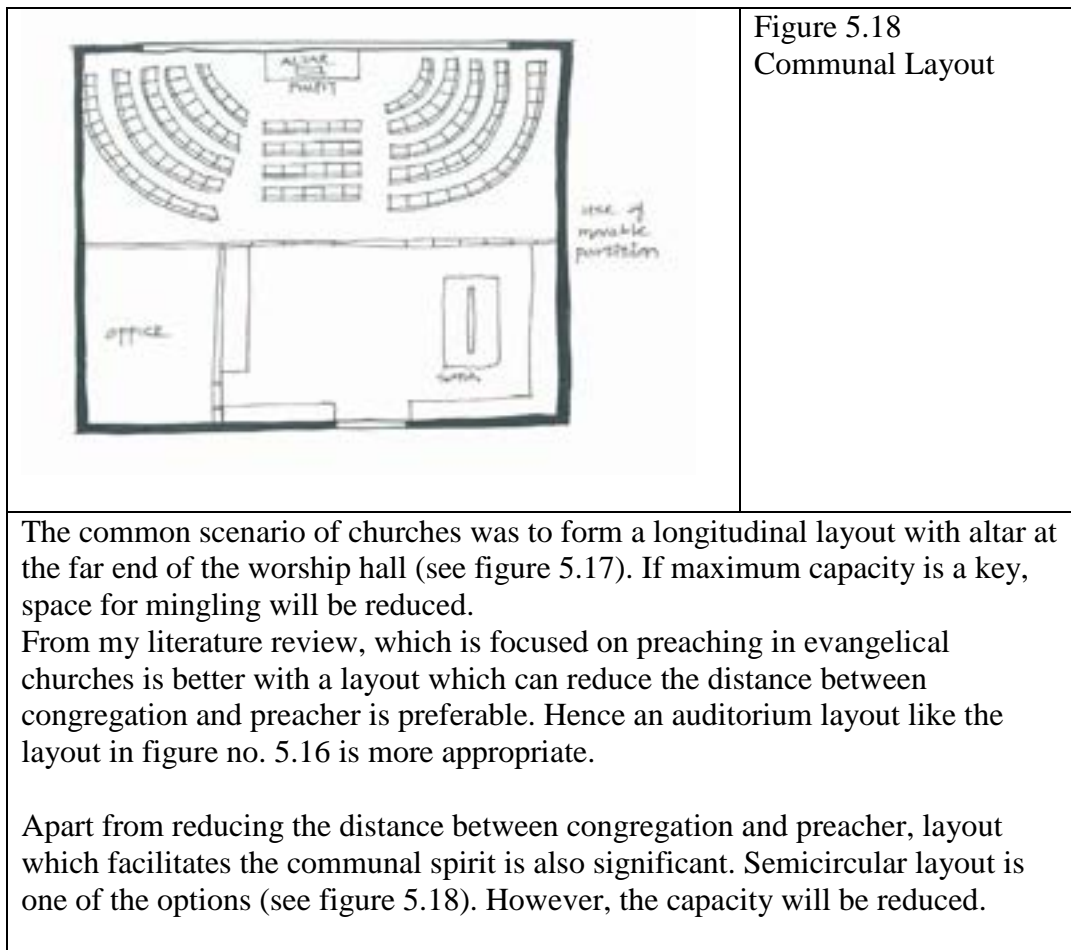 Figure 5.18
Communal Layout
ALTAR
PULPIT
use of
movable
partition
OFFICE
The common scenario of churches was to form a longitudinal layout with altar at
the far end of the worship hall (see figure 5.17). If maximum capacity is a key,
space for mingling will be reduced.
From my literature review, which is focused on preaching in evangelical
churches is better with a layout which can reduce the distance between
congregation and preacher is preferable. Hence an auditorium layout like the
layout in figure no. 5.16 is more appropriate.
Apart from reducing the distance between congregation and preacher, layout
which facilitates the communal spirit is also significant. Semicircular layout is
one of the options (see figure 5.18). However, the capacity will be reduced.